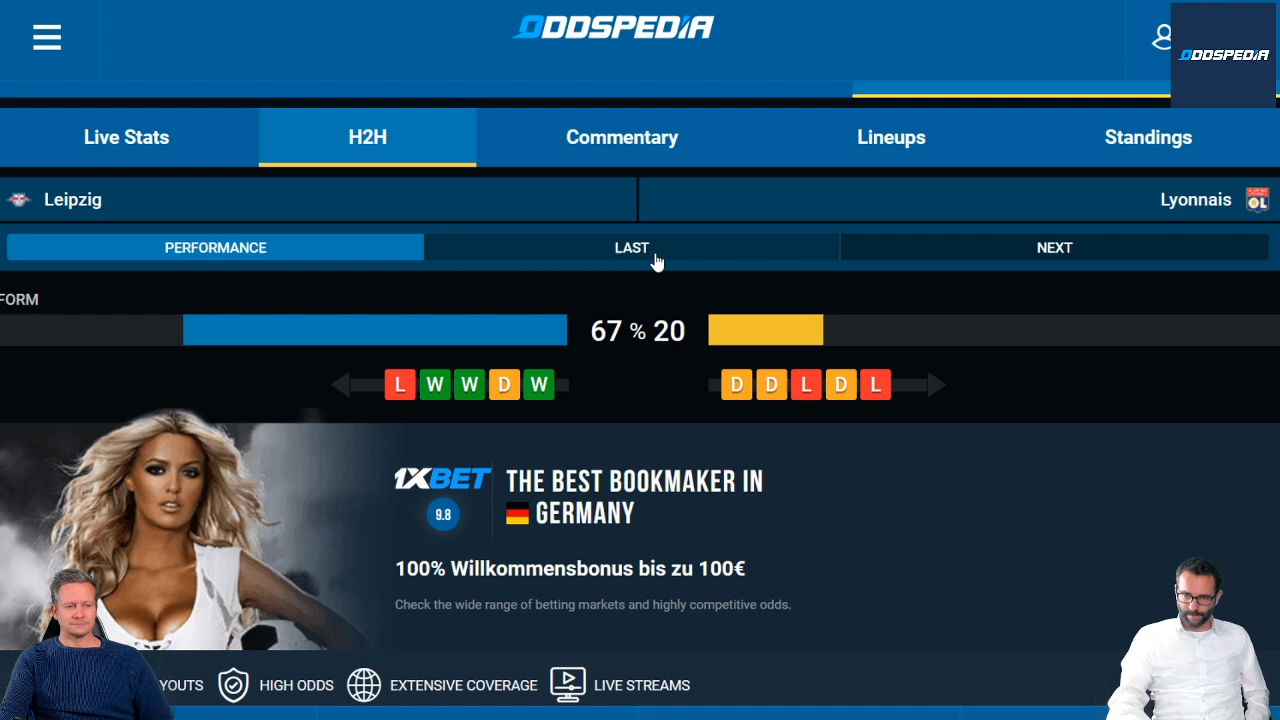 ODDSPEDIA
ODDSPEDIA
Live Stats
H2H
Commentary
Lineups
Standings
Leipzig
Lyonnais
OL
PERFORMANCE
LAST
NEXT
FORM
67 % 20
L W W D W
D D L D L
1XBET
9.8
THE BEST BOOKMAKER IN
GERMANY
100% Willkommensbonus bis zu 100€
Check the wide range of betting markets and highly competitive odds.
YOUTS
HIGH ODDS
EXTENSIVE COVERAGE
LIVE STREAMS